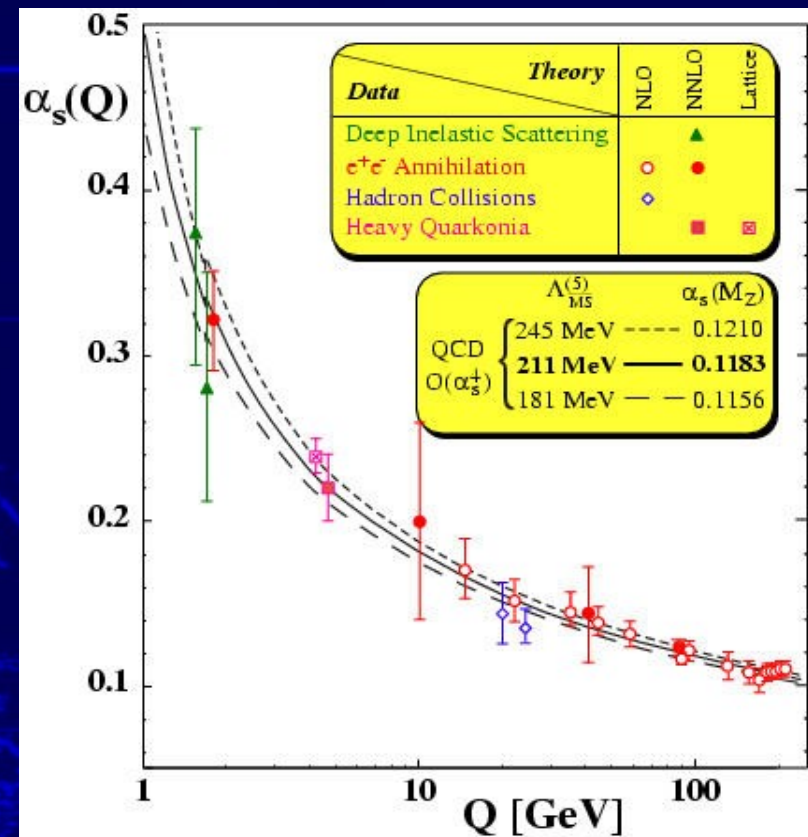 0.5
αs(Q)
0.4
0.3
0.2
0.1
1 10 100
Q [GeV]
Data Theory NLO NNLO Lattice
Deep Inelastic Scattering
e+e- Annihilation
Hadron Collisions
Heavy Quarkonia
Λ(5)MS αs(MZ)
QCD
O(αs4)
245 MeV 0.1210
211 MeV 0.1183
181 MeV 0.1156